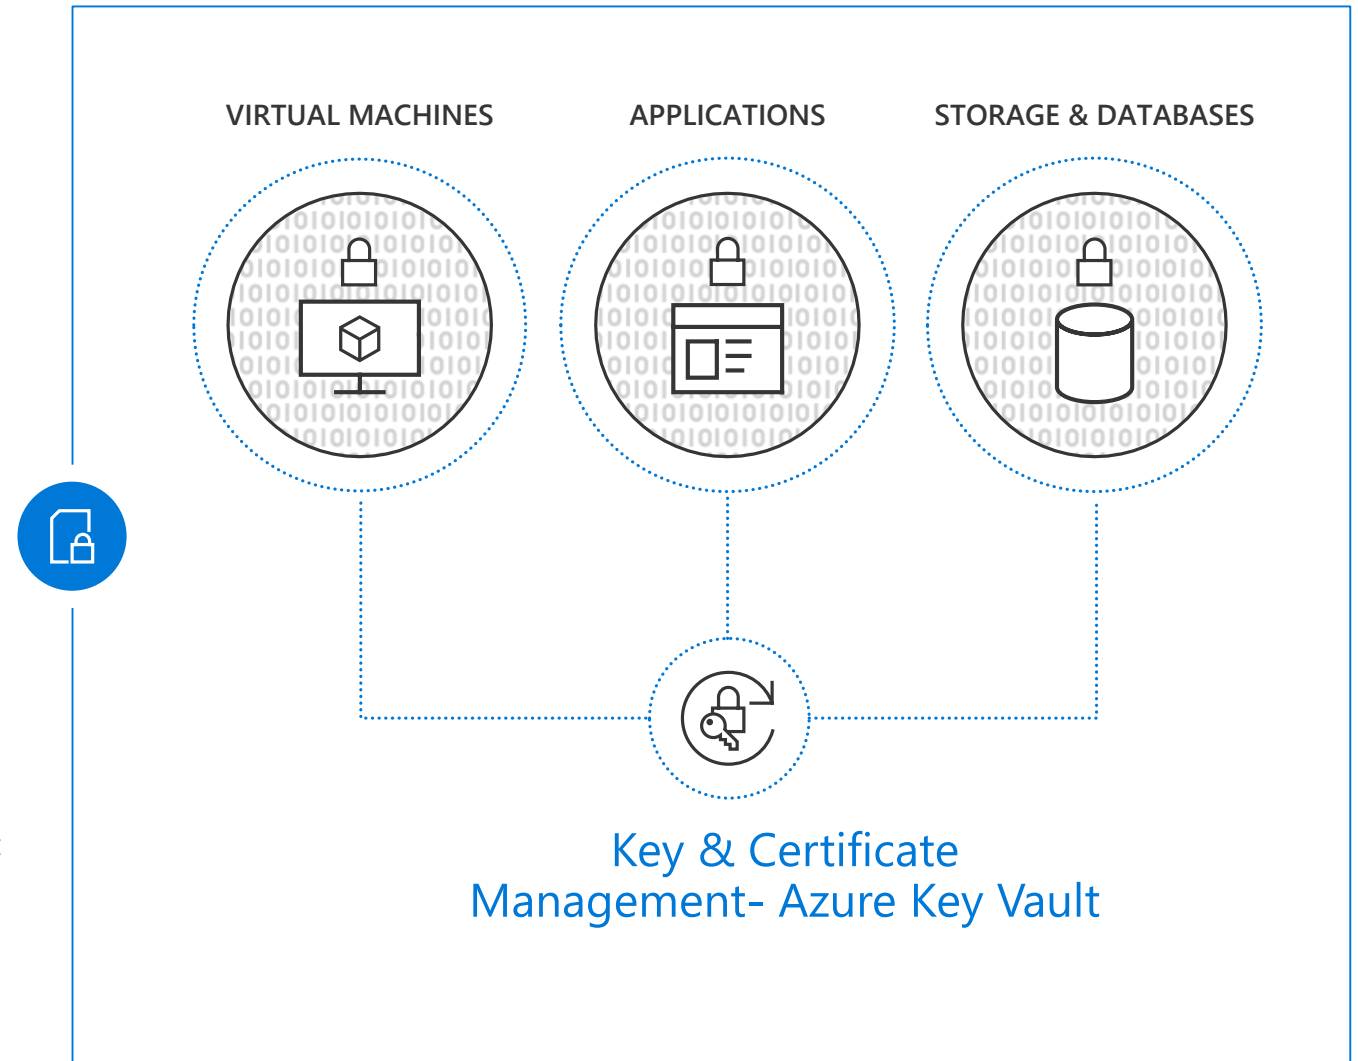 VIRTUAL MACHINES
APPLICATIONS
STORAGE & DATABASES
Key & Certificate
Management- Azure Key Vault